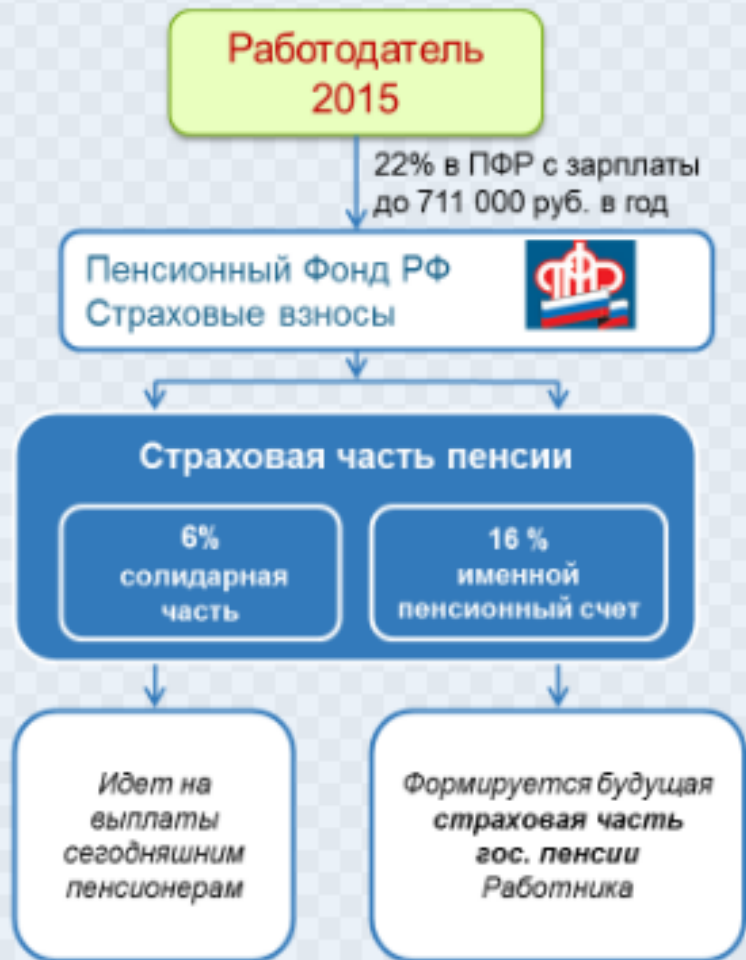 Работодатель
2015
22% в ПФР с зарплаты
до 711 000 руб. в год
Пенсионный Фонд РФ
Страховые взносы
Страховая часть пенсии
6%
солидарная
часть
16 %
именной
пенсионный счет
Идет на
выплаты
сегодняшним
пенсионерам
Формируется будущая
страховая часть
гос. пенсии
Работника